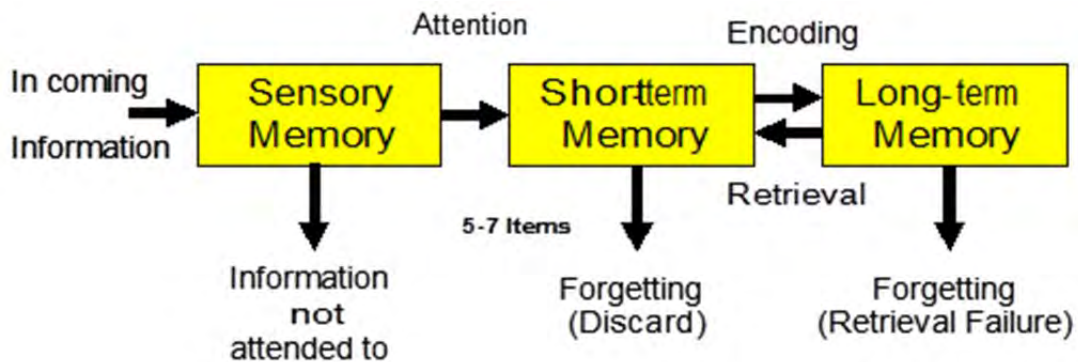 Attention
Encoding
In coming
Information
Sensory
Memory
Short-term
Memory
Long-term
Memory
Retrieval
5-7 Items
Information
not
attended to
Forgetting
(Discard)
Forgetting
(Retrieval Failure)